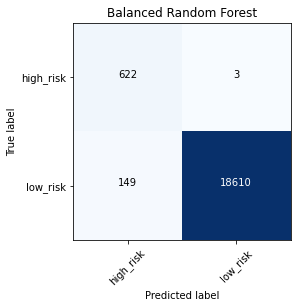 Balanced Random Forest
True label
high_risk
622
3
low_risk
149
18610
high_risk
low_risk
Predicted label